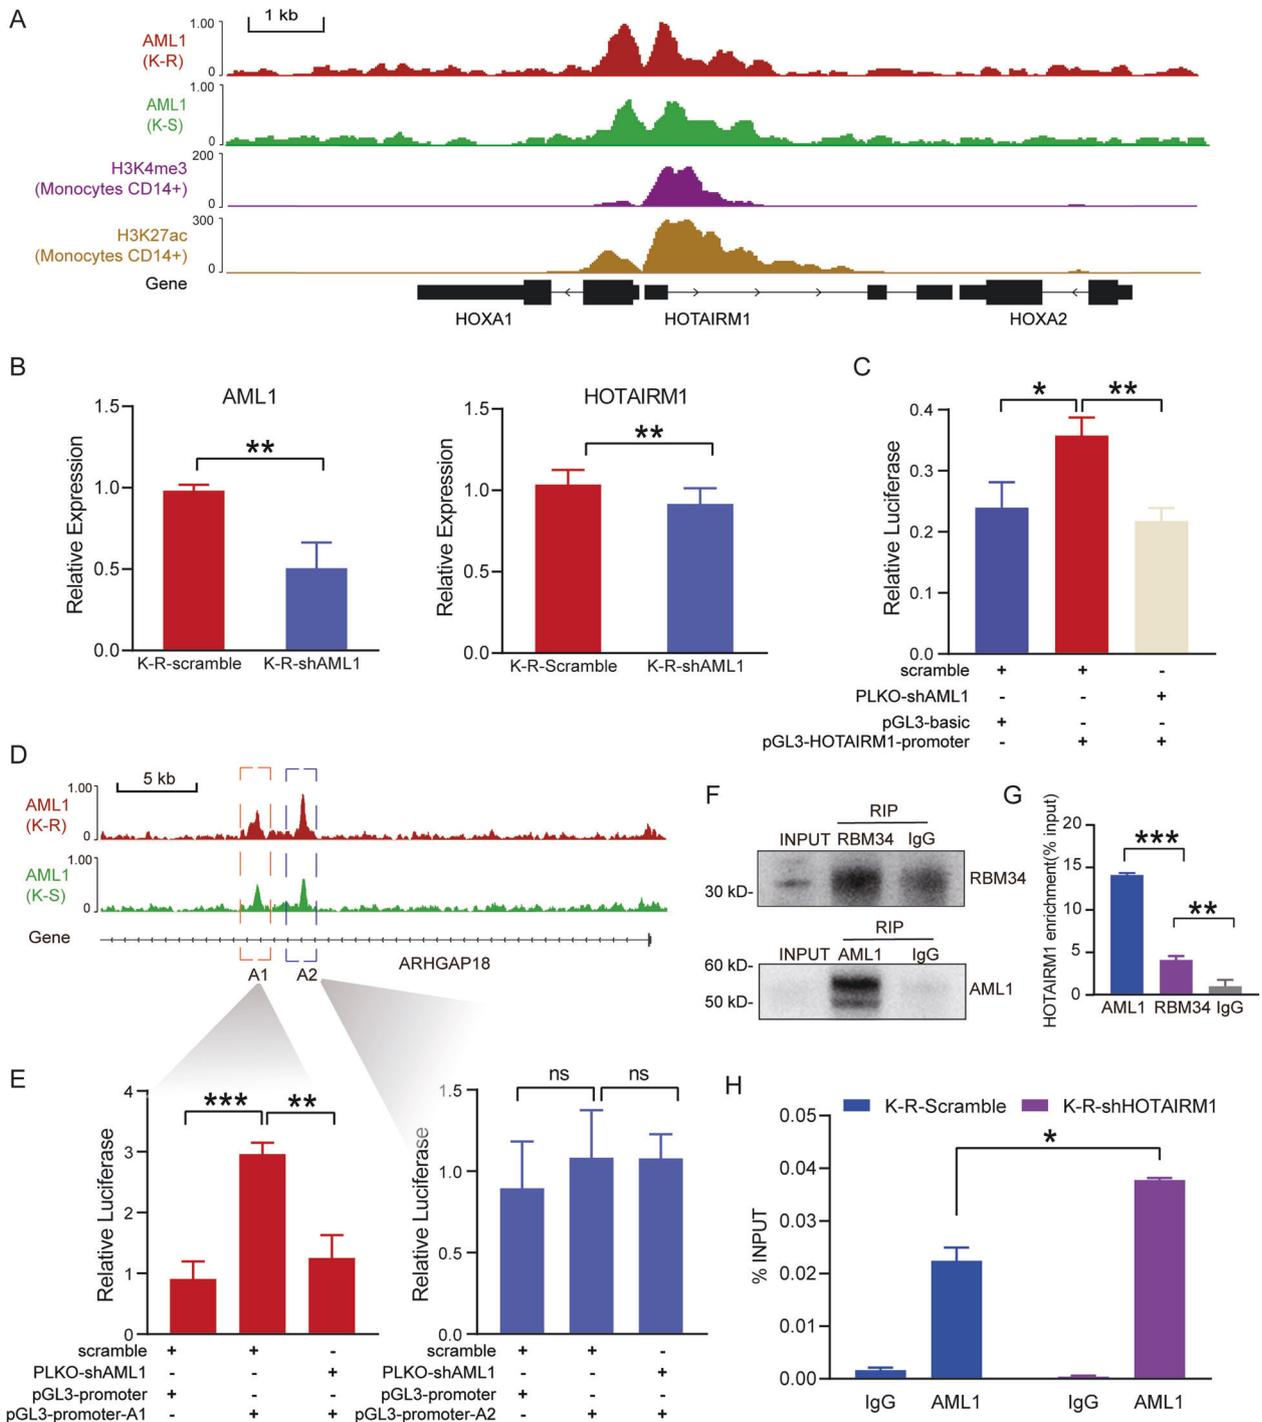 A
1 kb
AML1
(K-R)
1.00
0
AML1
(K-S)
1.00
0
H3K4me3
(Monocytes CD14+)
200
0
H3K27ac
(Monocytes CD14+)
300
0
Gene
HOXA1 HOTAIRM1 HOXA2
B
AML1
Relative Expression
1.5
1.0
0.5
0.0
**
K-R-scramble K-R-shAML1
HOTAIRM1
Relative Expression
1.5
1.0
0.5
0.0
**
K-R-Scramble K-R-shAML1
C
Relative Luciferase
0.4
0.3
0.2
0.1
0.0
* **
scramble + + -
PLKO-shAML1 - - +
pGL3-basic + - -
pGL3-HOTAIRM1-promoter - + +
D
5 kb
AML1
(K-R)
1.00
0
AML1
(K-S)
1.00
0
Gene
A1 A2 ARHGAP18
E
Relative Luciferase
4
3
2
1
0
*** **
scramble + + -
PLKO-shAML1 - - +
pGL3-promoter + - -
pGL3-promoter-A1 - + +
Relative Luciferase
1.5
1.0
0.5
0.0
ns ns
scramble + + -
PLKO-shAML1 - - +
pGL3-promoter + - -
pGL3-promoter-A2 - + +
F
RIP
INPUT RBM34 IgG
30 kD-
RBM34
RIP
INPUT AML1 IgG
60 kD-
50 kD-
AML1
G
HOTAIRM1 enrichment(% input)
20
15
10
5
0
*** **
AML1 RBM34 IgG
H
K-R-Scramble K-R-shHOTAIRM1
% INPUT
0.05
0.04
0.03
0.02
0.01
0.00
*
IgG AML1 IgG AML1